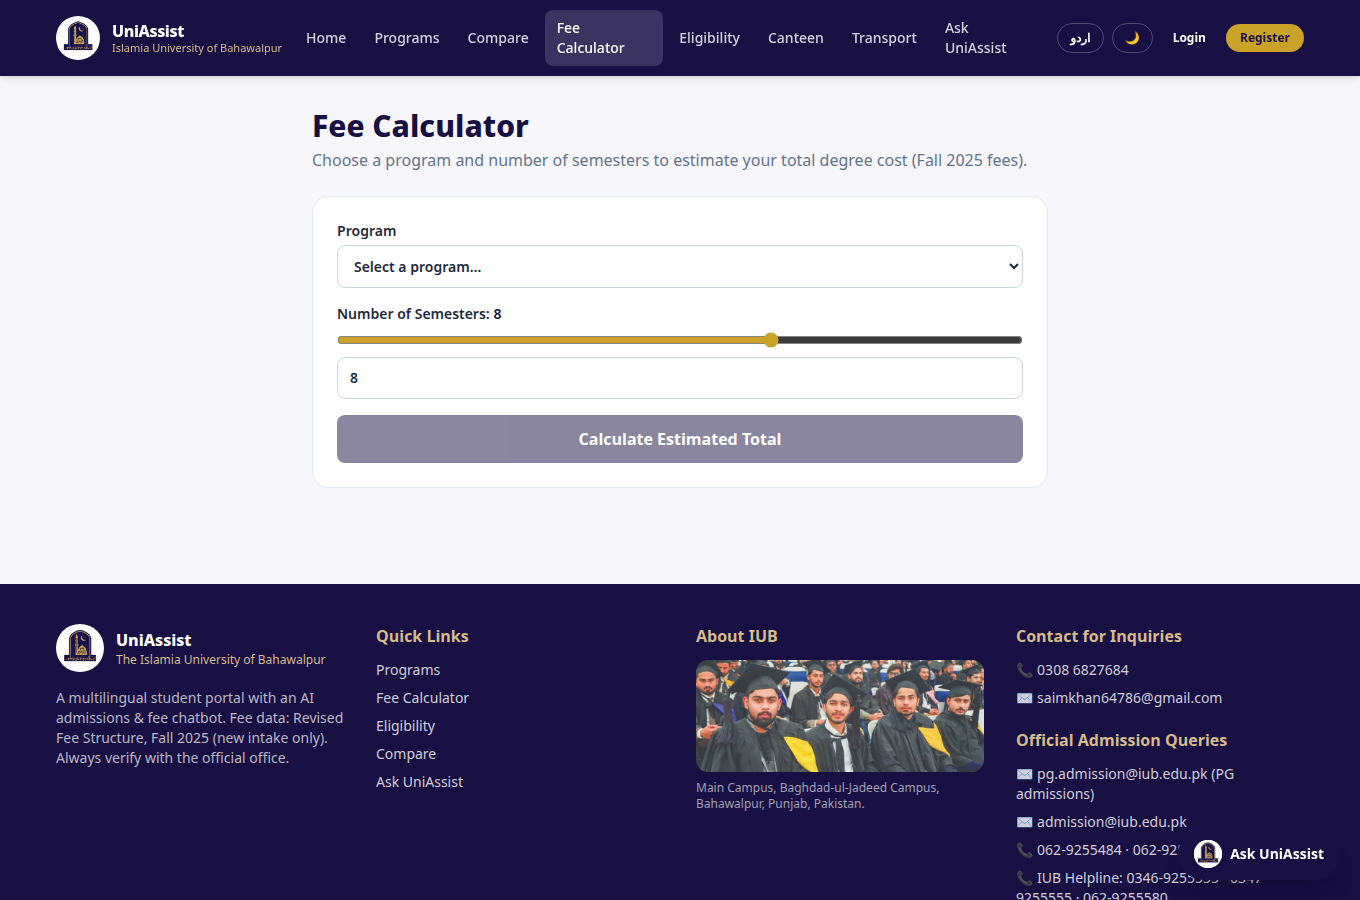 UniAssist
Islamia University of Bahawalpur
Home
Programs
Compare
Fee
Calculator
Eligibility
Canteen
Transport
Ask
UniAssist
اردو
Login
Register
Fee Calculator
Choose a program and number of semesters to estimate your total degree cost (Fall 2025 fees).
Program
Select a program...
Number of Semesters: 8
8
Calculate Estimated Total
UniAssist
The Islamia University of Bahawalpur
A multilingual student portal with an AI
admissions & fee chatbot. Fee data: Revised
Fee Structure, Fall 2025 (new intake only).
Always verify with the official office.
Quick Links
Programs
Fee Calculator
Eligibility
Compare
Ask UniAssist
About IUB
Main Campus, Baghdad-ul-Jadeed Campus,
Bahawalpur, Punjab, Pakistan.
Contact for Inquiries
📞 0308 6827684
✉️ saimkhan64786@gmail.com
Official Admission Queries
✉️ pg.admission@iub.edu.pk (PG
admissions)
✉️ admission@iub.edu.pk
📞 062-9255484 · 062-92
📞 IUB Helpline: 0346-9255555 · 0347-
9255555 · 062-9255580
Ask UniAssist